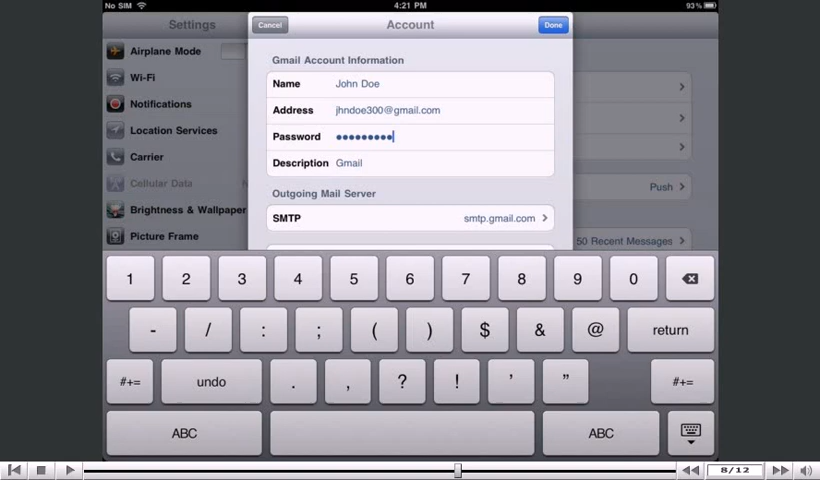 No SIM 4:21 PM 93%
Settings Cancel Account Done
Airplane Mode
Wi-Fi
Notifications
Location Services
Carrier
Cellular Data N
Brightness & Wallpaper
Picture Frame
Gmail Account Information
Name John Doe
Address jhndoe300@gmail.com
Password •••••••••
Description Gmail
Outgoing Mail Server
SMTP smtp.gmail.com
Push
50 Recent Messages
1 2 3 4 5 6 7 8 9 0
- / : ; ( ) $ & @ return
#+= undo . , ? ! ' " #+=
ABC ABC
8/12